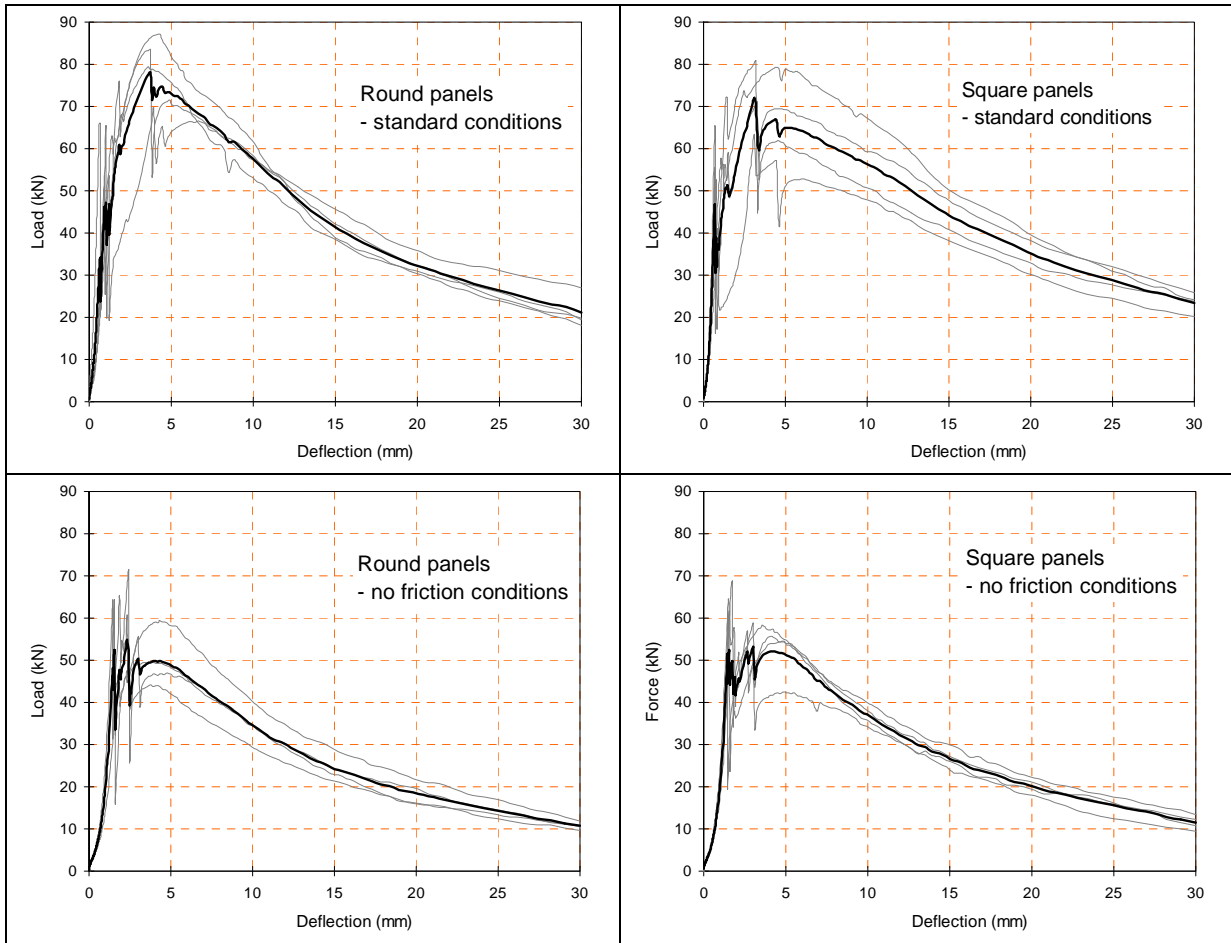 90
80
70
60
50
40
30
20
10
0
Load (kN)
Round panels
- standard conditions
0 5 10 15 20 25 30
Deflection (mm)
90
80
70
60
50
40
30
20
10
0
Load (kN)
Square panels
- standard conditions
0 5 10 15 20 25 30
Deflection (mm)
90
80
70
60
50
40
30
20
10
0
Load (kN)
Round panels
- no friction conditions
0 5 10 15 20 25 30
Deflection (mm)
90
80
70
60
50
40
30
20
10
0
Force (kN)
Square panels
- no friction conditions
0 5 10 15 20 25 30
Deflection (mm)